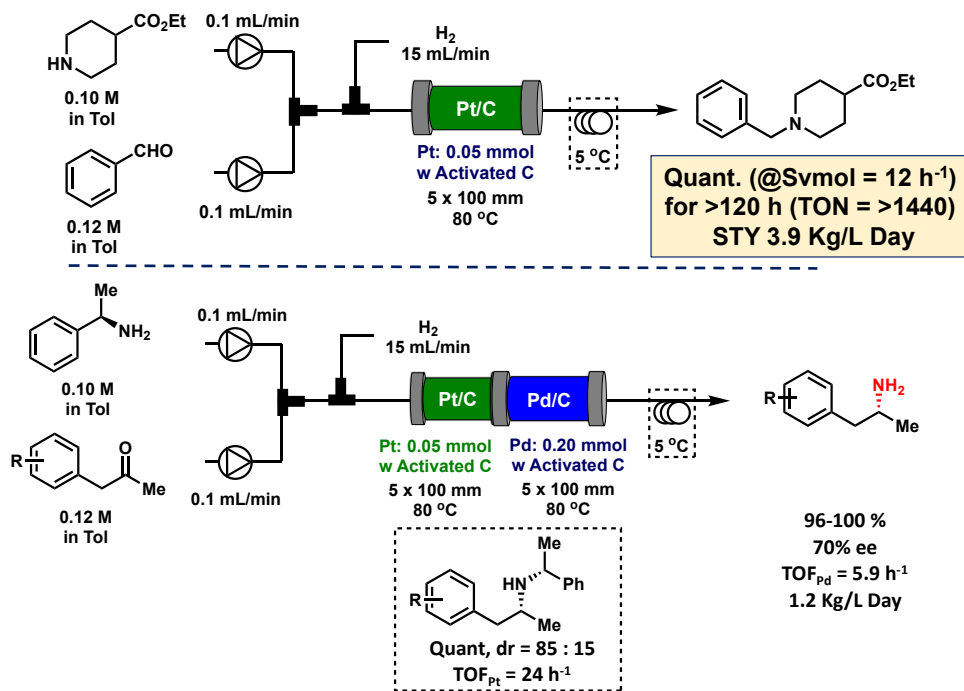 CO2Et
HN
0.10 M
in Tol
CHO
0.12 M
in Tol
0.1 mL/min
0.1 mL/min
H2
15 mL/min
Pt/C
Pt: 0.05 mmol
w Activated C
5 x 100 mm
80 oC
5 oC
CO2Et
N
Quant. (@Svmol = 12 h-1)
for >120 h (TON = >1440)
STY 3.9 Kg/L Day
Me
NH2
0.10 M
in Tol
R
O
Me
0.12 M
in Tol
0.1 mL/min
0.1 mL/min
H2
15 mL/min
Pt/C
Pd/C
Pt: 0.05 mmol
w Activated C
5 x 100 mm
80 oC
Pd: 0.20 mmol
w Activated C
5 x 100 mm
80 oC
5 oC
R
NH2
Me
96-100 %
70% ee
TOFPd = 5.9 h-1
1.2 Kg/L Day
Me
HN
Ph
R
Me
Quant, dr = 85 : 15
TOFPt = 24 h-1